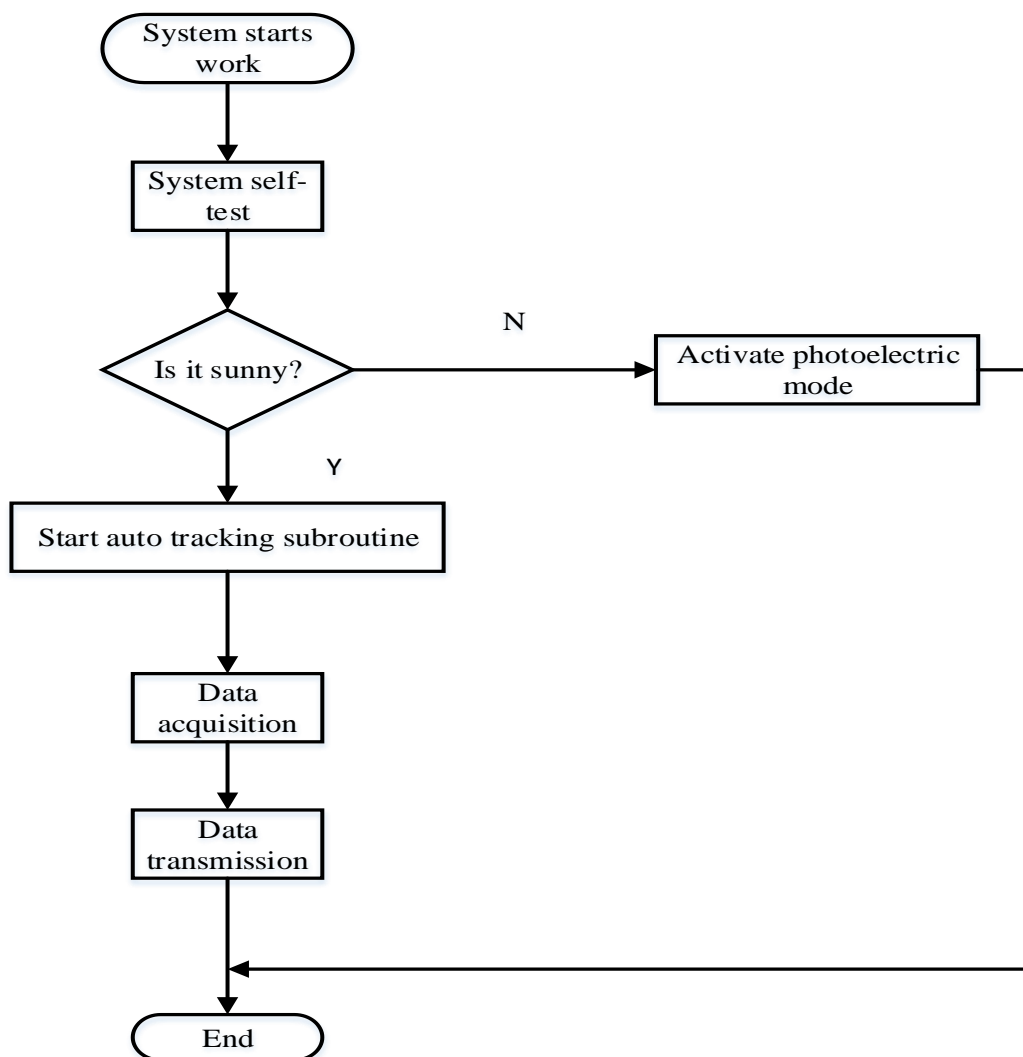 System starts
work
System self-
test
Is it sunny?
N
Activate photoelectric
mode
Y
Start auto tracking subroutine
Data
acquisition
Data
transmission
End